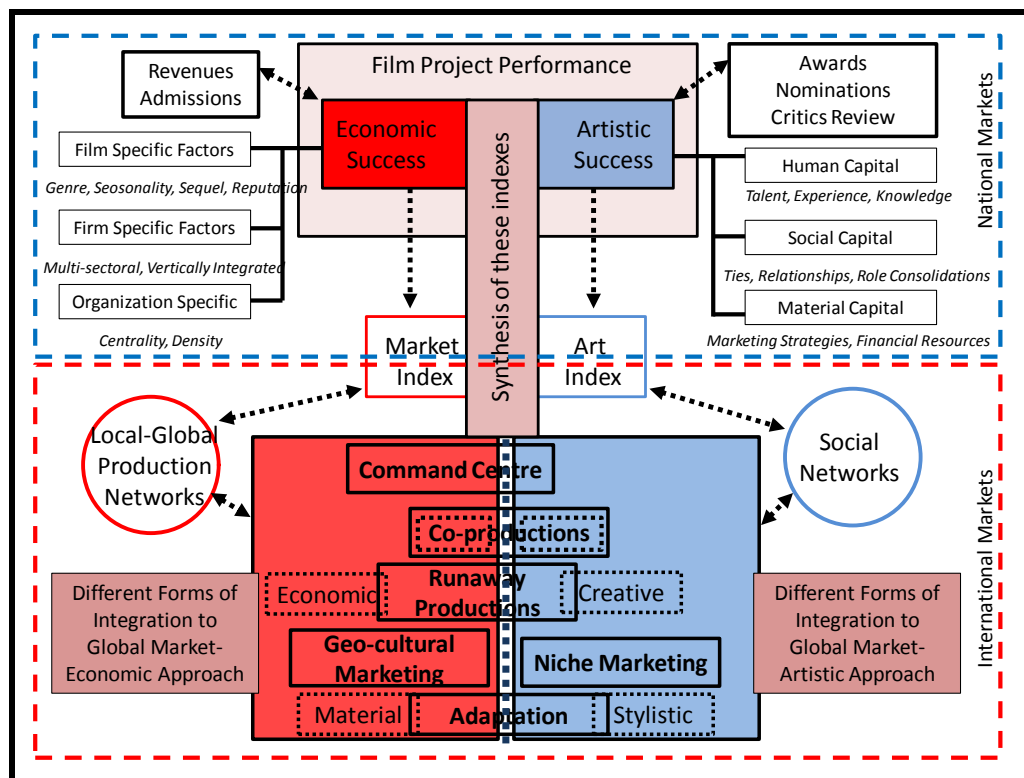 Film Project Performance
Revenues
Admissions
Awards
Nominations
Critics Review
Economic
Success
Artistic
Success
Film Specific Factors
Genre, Seosonality, Sequel, Reputation
Firm Specific Factors
Multi-sectoral, Vertically Integrated
Organization Specific
Centrality, Density
Human Capital
Talent, Experience, Knowledge
Social Capital
Ties, Relationships, Role Consolidations
Material Capital
Marketing Strategies, Financial Resources
National Markets
Synthesis of these indexes
Market
Index
Art
Index
Local-Global
Production
Networks
Social
Networks
Command Centre
Co-productions
Economic
Runaway
Productions
Creative
Geo-cultural
Marketing
Niche Marketing
Material
Adaptation
Stylistic
Different Forms of
Integration to
Global Market-
Economic Approach
Different Forms of
Integration to
Global Market-
Artistic Approach
International Markets